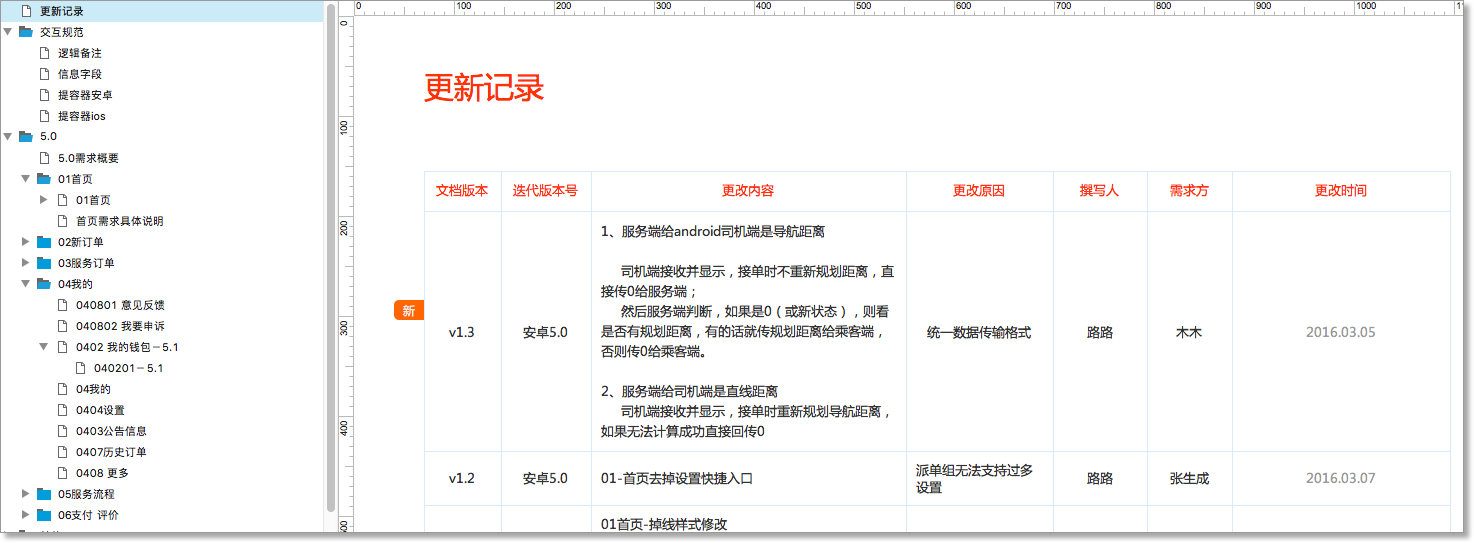 更新记录
交互规范
逻辑备注
信息字段
提容器安卓
提容器ios
5.0
5.0需求概要
01首页
01首页
首页需求具体说明
02新订单
03服务订单
04我的
040801 意见反馈
040802 我要申诉
0402 我的钱包－5.1
040201－5.1
04我的
0404设置
0403公告信息
0407历史订单
0408 更多
05服务流程
06支付 评价
0 100 200 300 400 500 600 700 800 900 1000
0
100
200
300
400
更新记录
文档版本 迭代版本号 更改内容 更改原因 撰写人 需求方 更改时间
新
v1.3
安卓5.0
1、服务端给android司机端是导航距离
司机端接收并显示，接单时不重新规划距离，直
接传0给服务端；
然后服务端判断，如果是0（或新状态），则看
是否有规划距离，有的话就传规划距离给乘客端，
否则传0给乘客端。
2、服务端给司机端是直线距离
司机端接收并显示，接单时重新规划导航距离，
如果无法计算成功直接回传0
统一数据传输格式
路路
木木
2016.03.05
v1.2
安卓5.0
01-首页去掉设置快捷入口
派单组无法支持过多
设置
路路
张生成
2016.03.07
01首页-掉线样式修改